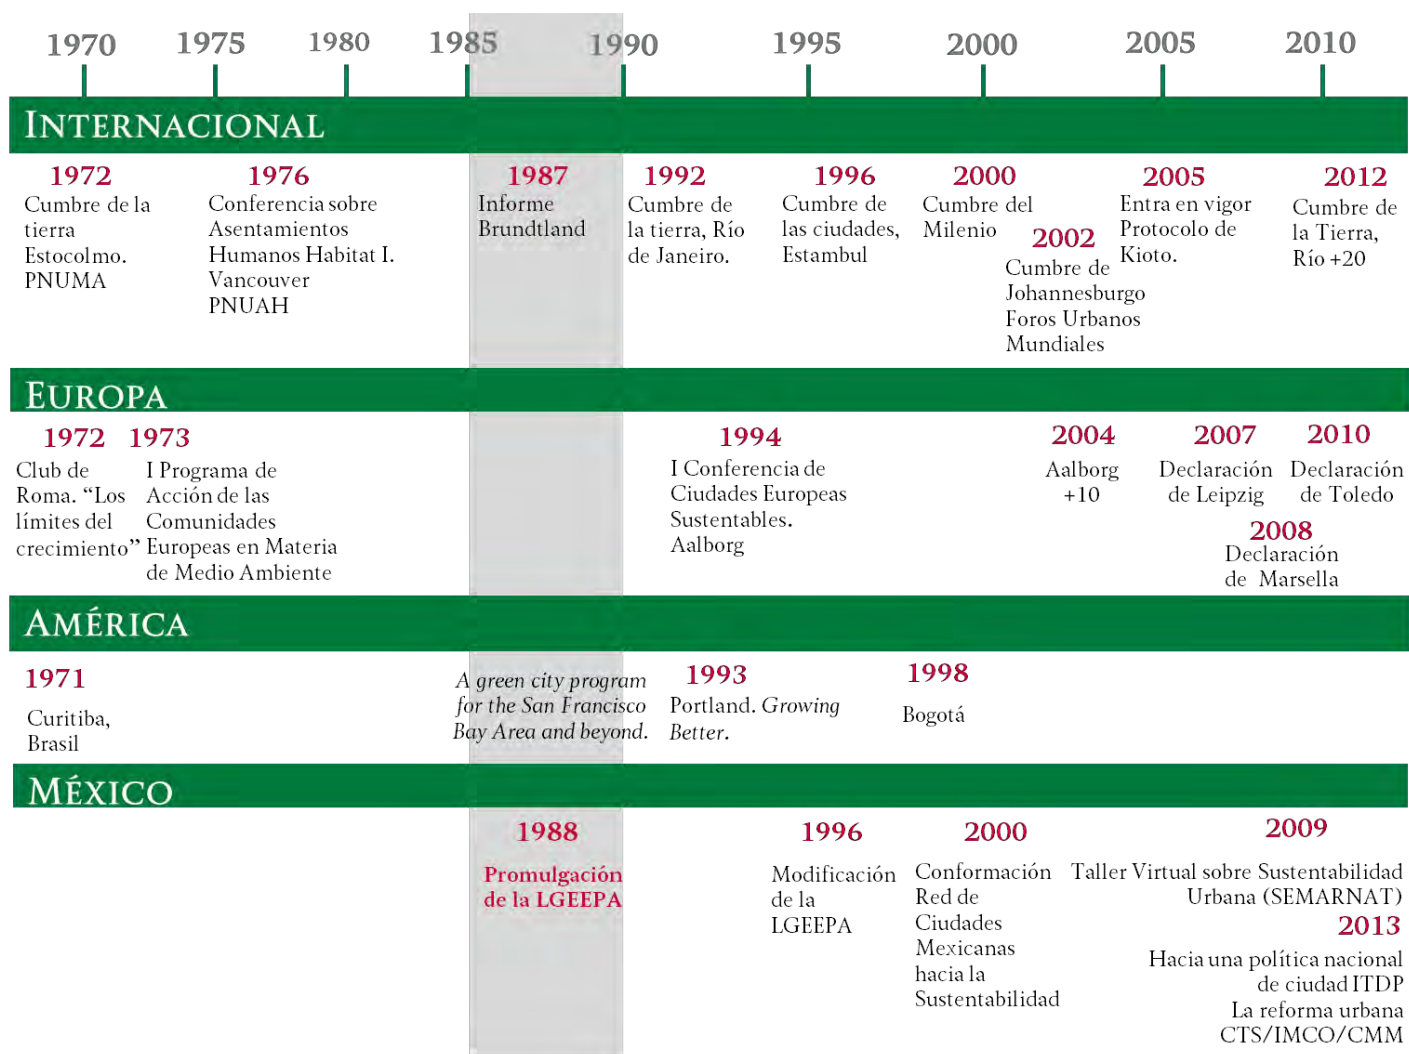 1970 1975 1980 1985 1990 1995 2000 2005 2010
INTERNACIONAL
1972
Cumbre de la
tierra
Estocolmo.
PNUMA
1976
Conferencia sobre
Asentamientos
Humanos Habitat I.
Vancouver
PNUAH
1987
Informe
Brundtland
1992
Cumbre de
la tierra, Río
de Janeiro.
1996
Cumbre de
las ciudades,
Estambul
2000
Cumbre del
Milenio
2002
Cumbre de
Johannesburgo
Foros Urbanos
Mundiales
2005
Entra en vigor
Protocolo de
Kioto.
2012
Cumbre de
la Tierra,
Río +20
EUROPA
1972
Club de
Roma. “Los
límites del
crecimiento”
1973
I Programa de
Acción de las
Comunidades
Europeas en Materia
de Medio Ambiente
1994
I Conferencia de
Ciudades Europeas
Sustentables.
Aalborg
2004
Aalborg
+10
2007
Declaración
de Leipzig
2008
Declaración
de Marsella
2010
Declaración
de Toledo
AMÉRICA
1971
Curitiba,
Brasil
A green city program
for the San Francisco
Bay Area and beyond.
1993
Portland. Growing
Better.
1998
Bogotá
MÉXICO
1988
Promulgación
de la LGEEPA
1996
Modificación
de la
LGEEPA
2000
Conformación
Red de
Ciudades
Mexicanas
hacia la
Sustentabilidad
2009
Taller Virtual sobre Sustentabilidad
Urbana (SEMARNAT)
2013
Hacia una política nacional
de ciudad ITDP
La reforma urbana
CTS/IMCO/CMM